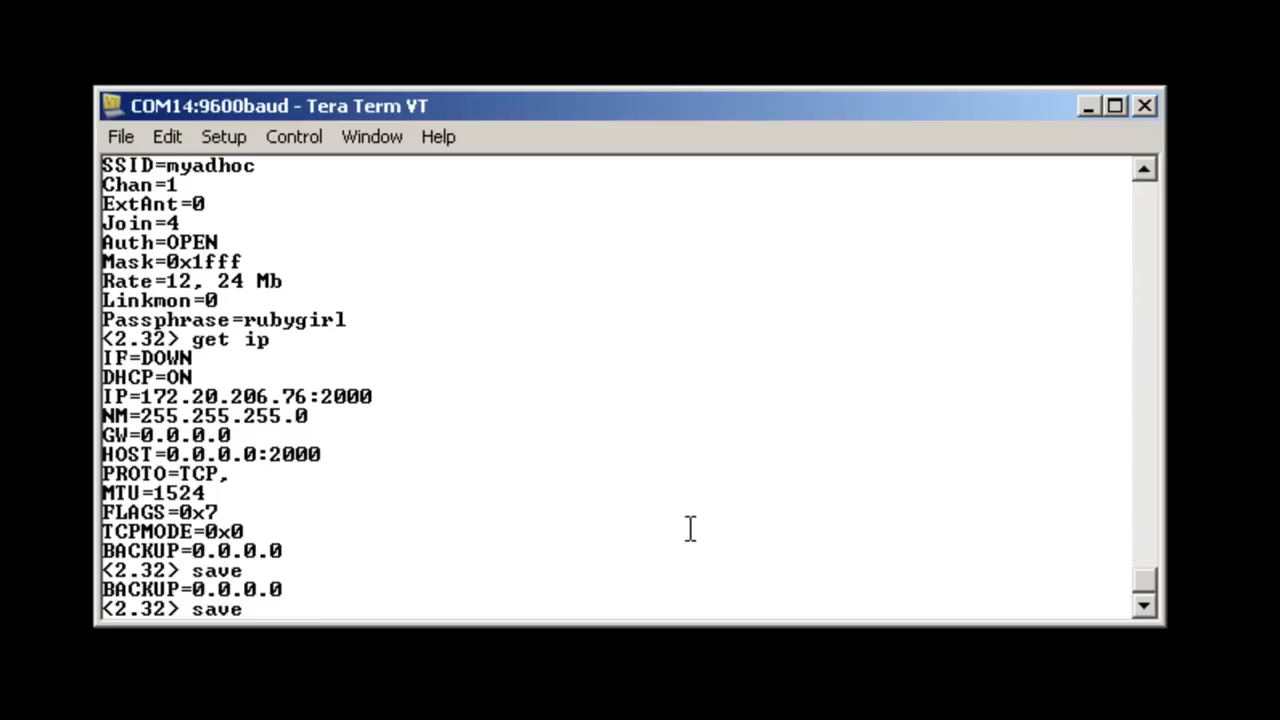 COM14:9600baud - Tera Term VT
File Edit Setup Control Window Help
SSID=myadhoc
Chan=1
ExtAnt=0
Join=4
Auth=OPEN
Mask=0x1fff
Rate=12, 24 Mb
Linkmon=0
Passphrase=rubygirl
<2.32> get ip
IF=DOWN
DHCP=ON
IP=172.20.206.76:2000
NM=255.255.255.0
GW=0.0.0.0
HOST=0.0.0.0:2000
PROTO=TCP,
MTU=1524
FLAGS=0x7
TCPMODE=0x0
BACKUP=0.0.0.0
<2.32> save
BACKUP=0.0.0.0
<2.32> save